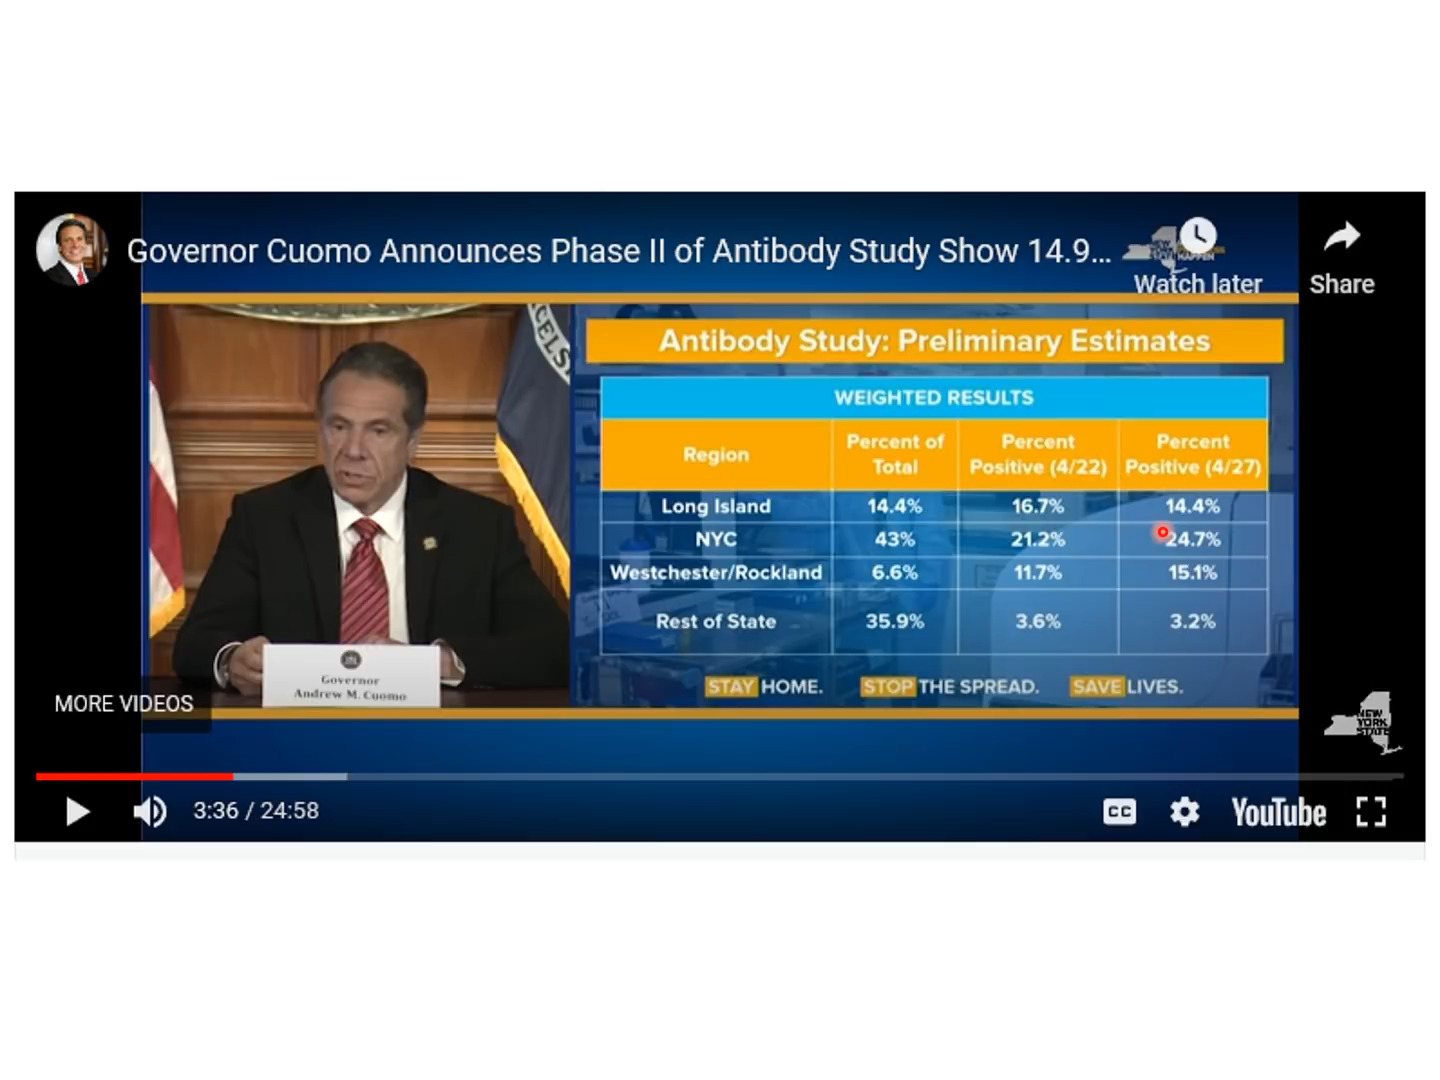 Governor Cuomo Announces Phase II of Antibody Study Show 14.9...
Watch later
Share
CELS
Antibody Study: Preliminary Estimates
WEIGHTED RESULTS
Region Percent of Total Percent Positive (4/22) Percent Positive (4/27)
Long Island 14.4% 16.7% 14.4%
NYC 43% 21.2% 24.7%
Westchester/Rockland 6.6% 11.7% 15.1%
Rest of State 35.9% 3.6% 3.2%
STAY HOME. STOP THE SPREAD. SAVE LIVES.
Governor
Andrew M. Cuomo
MORE VIDEOS
NEW
YORK
STATE
3:36 / 24:58
CC
YouTube